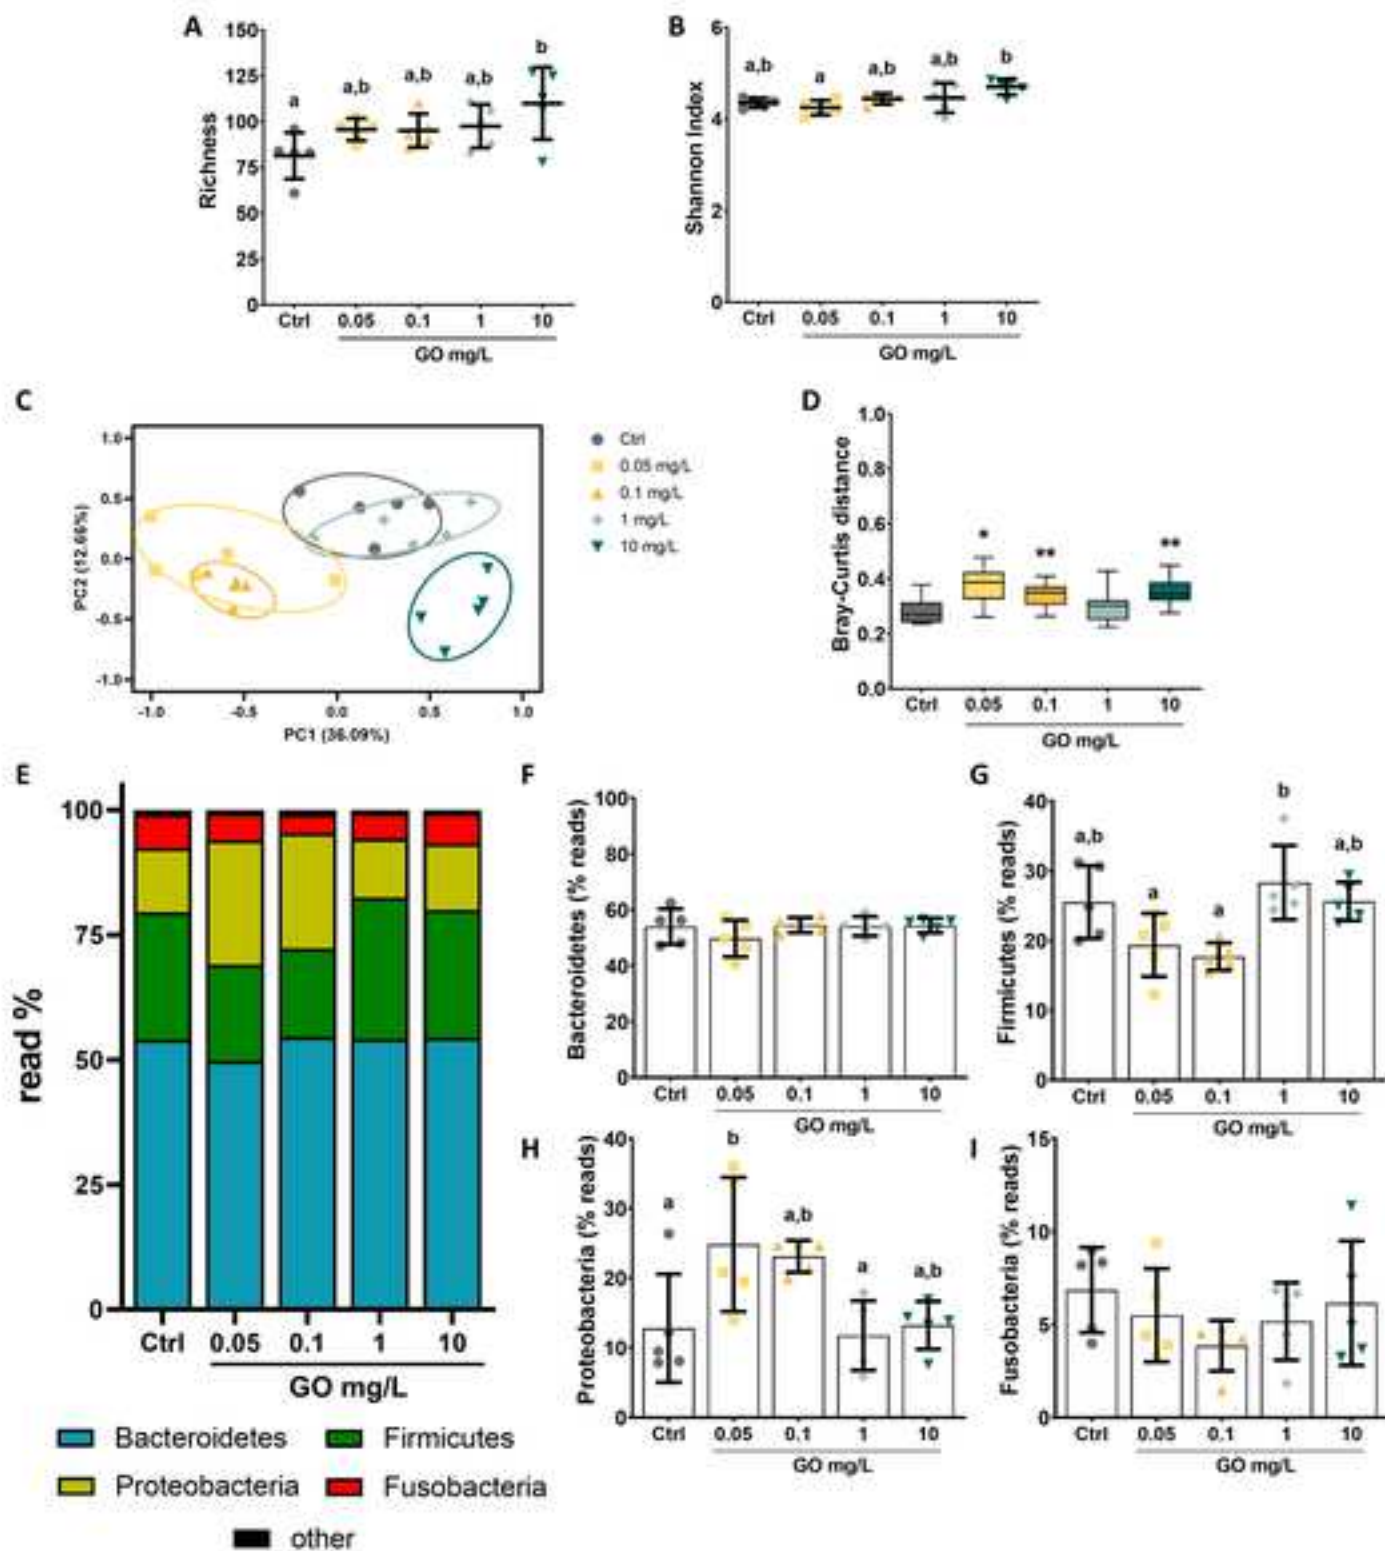 A
Richness
150
125
100
75
50
25
0
a
a,b
a,b
a,b
b
Ctrl 0.05 0.1 1 10
GO mg/L
B
Shannon Index
6
4
2
0
a,b
a
a,b
a,b
b
Ctrl 0.05 0.1 1 10
GO mg/L
C
PC2 (12.66%)
1.0
0.5
0.0
-0.5
-1.0
-1.0 -0.5 0.0 0.5 1.0
PC1 (36.09%)
Ctrl
0.05 mg/L
0.1 mg/L
1 mg/L
10 mg/L
D
Bray-Curtis distance
1.0
0.8
0.6
0.4
0.2
0.0
*
**
**
Ctrl 0.05 0.1 1 10
GO mg/L
E
read %
100
75
50
25
0
Ctrl 0.05 0.1 1 10
GO mg/L
Bacteroidetes Firmicutes
Proteobacteria Fusobacteria
other
F
Bacteroidetes (% reads)
100
80
60
40
20
0
Ctrl 0.05 0.1 1 10
GO mg/L
G
Firmicutes (% reads)
40
30
20
10
0
a,b
a
a
b
a,b
Ctrl 0.05 0.1 1 10
GO mg/L
H
Proteobacteria (% reads)
40
30
20
10
0
a
b
a,b
a
a,b
Ctrl 0.05 0.1 1 10
GO mg/L
I
Fusobacteria (% reads)
15
10
5
0
Ctrl 0.05 0.1 1 10
GO mg/L